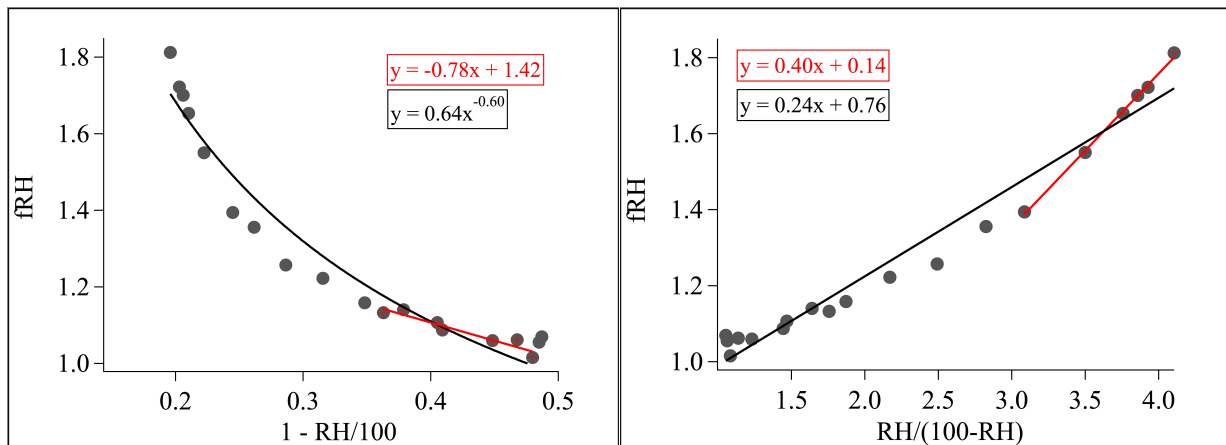 1.8
1.6
1.4
1.2
1.0
fRH
y = -0.78x + 1.42
y = 0.64x^-0.60
0.2
0.3
0.4
0.5
1 - RH/100
1.8
1.6
1.4
1.2
1.0
fRH
y = 0.40x + 0.14
y = 0.24x + 0.76
1.5
2.0
2.5
3.0
3.5
4.0
RH/(100-RH)